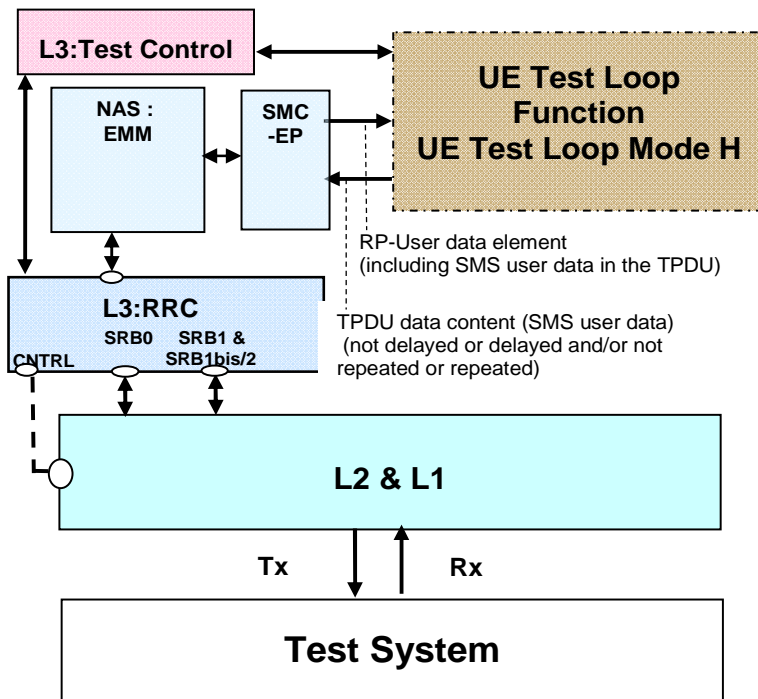 L3:Test Control
UE Test Loop
Function
UE Test Loop Mode H
NAS :
EMM
SMC
-EP
RP-User data element
(including SMS user data in the TPDU)
TPDU data content (SMS user data)
(not delayed or delayed and/or not
repeated or repeated)
L3:RRC
SRB0
SRB1 &
SRB1bis/2
CNTRL
L2 & L1
Tx
Rx
Test System